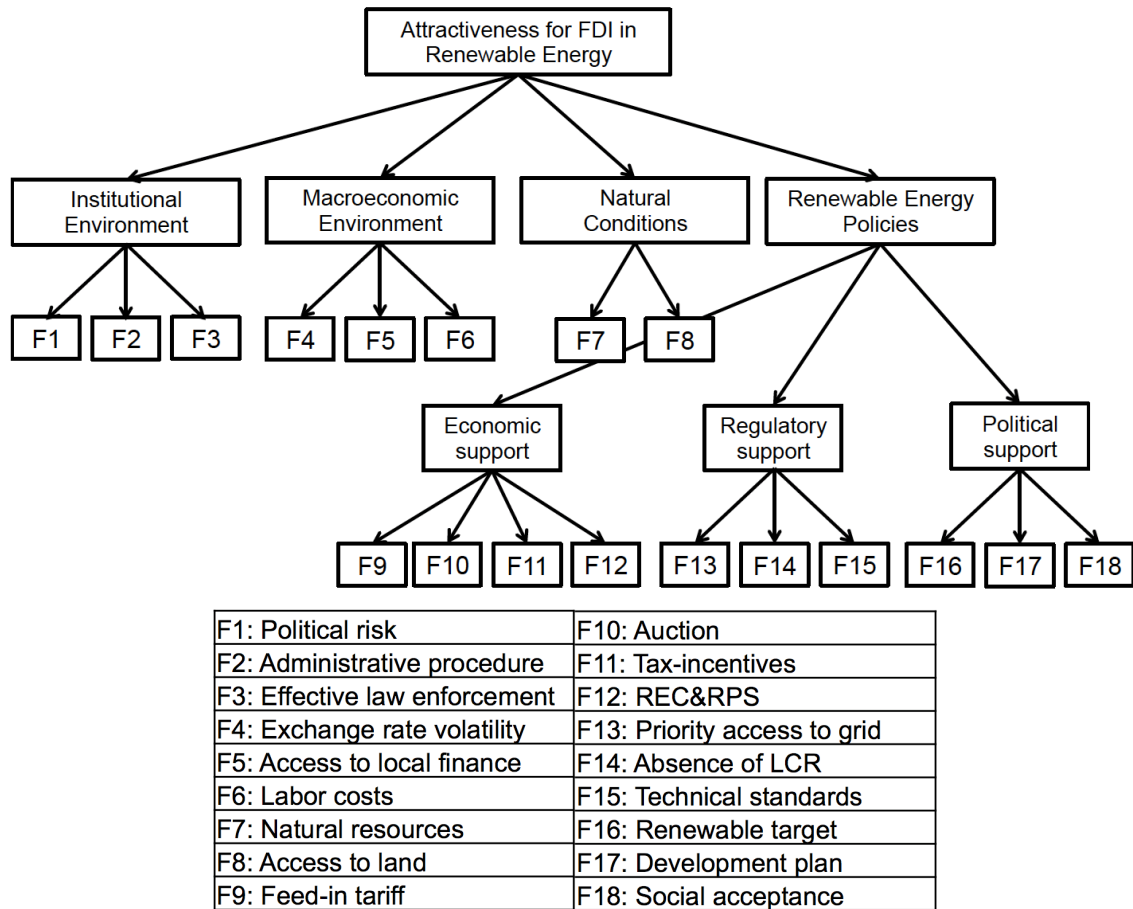 Attractiveness for FDI in
Renewable Energy
Institutional
Environment
Macroeconomic
Environment
Natural
Conditions
Renewable Energy
Policies
F1
F2
F3
F4
F5
F6
F7
F8
Economic
support
Regulatory
support
Political
support
F9
F10
F11
F12
F13
F14
F15
F16
F17
F18
F1: Political risk
F10: Auction
F2: Administrative procedure
F11: Tax-incentives
F3: Effective law enforcement
F12: REC&RPS
F4: Exchange rate volatility
F13: Priority access to grid
F5: Access to local finance
F14: Absence of LCR
F6: Labor costs
F15: Technical standards
F7: Natural resources
F16: Renewable target
F8: Access to land
F17: Development plan
F9: Feed-in tariff
F18: Social acceptance